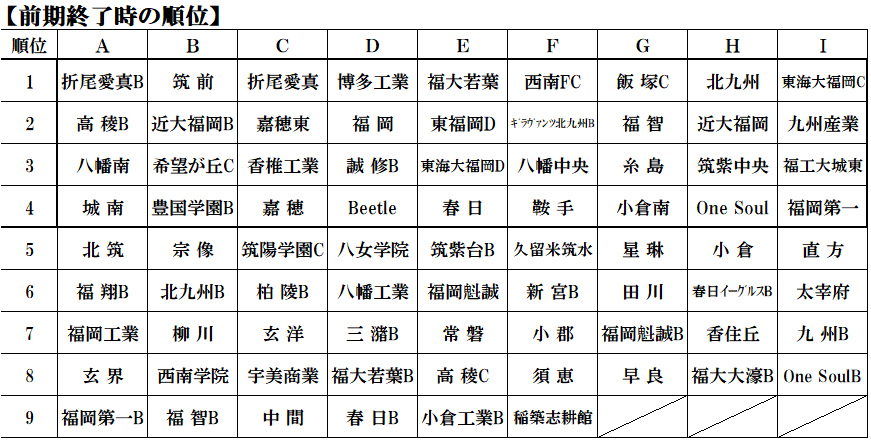 【前期終了時の順位】
順位 A B C D E F G H I
1 折尾愛真B 筑前 折尾愛真 博多工業 福大若葉 西南FC 飯塚C 北九州 東海大福岡C
2 高稜B 近大福岡B 嘉穂東 福岡 東福岡D ギラヴァンツ北九州B 福智 近大福岡 九州産業
3 八幡南 希望が丘C 香椎工業 誠修B 東海大福岡D 八幡中央 糸島 筑紫中央 福工大城東
4 城南 豊国学園B 嘉穂 Beetle 春日 鞍手 小倉南 One Soul 福岡第一
5 北筑 宗像 筑陽学園C 八女学院 筑紫台B 久留米筑水 星琳 小倉 直方
6 福翔B 北九州B 柏陵B 八幡工業 福岡魁誠 新宮B 田川 春日イーグルスB 太宰府
7 福岡工業 柳川 玄洋 三潴B 常磐 小郡 福岡魁誠B 香住丘 九州B
8 玄界 西南学院 宇美商業 福大若葉B 高稜C 須恵 早良 福大大濠B One SoulB
9 福岡第一B 福智B 中間 春日B 小倉工業B 稲築志耕館